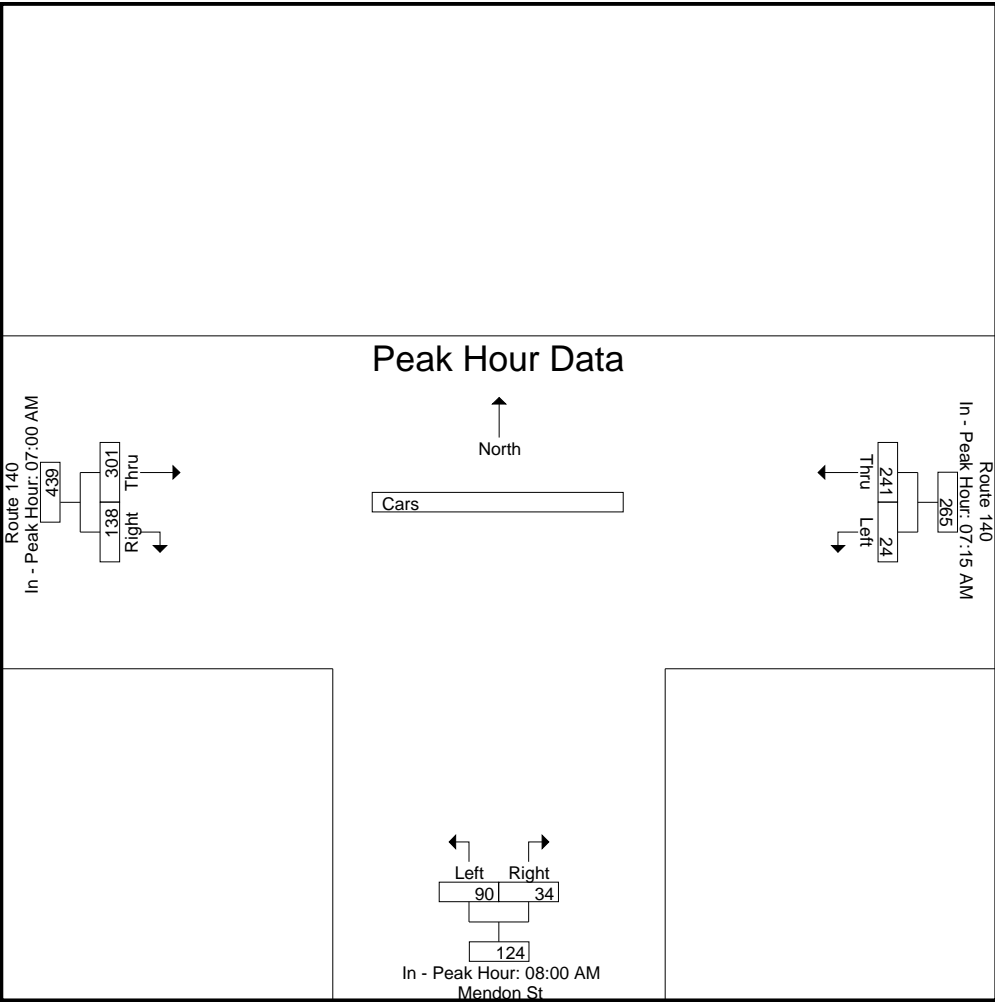 Peak Hour Data
North
Cars
Route 140
In - Peak Hour: 07:00 AM
439
301
138
Thru
Right
Route 140
In - Peak Hour: 07:15 AM
265
241
24
Thru
Left
Left Right
90 34
124
In - Peak Hour: 08:00 AM
Mendon St